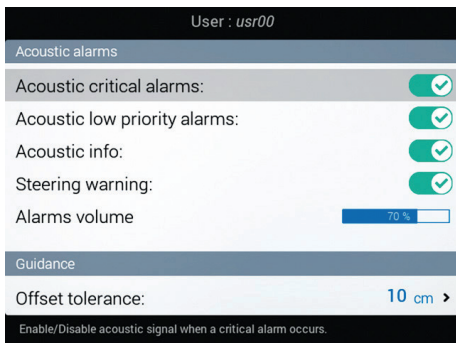 User : usr00
Acoustic alarms
Acoustic critical alarms:
Acoustic low priority alarms:
Acoustic info:
Steering warning:
Alarms volume 70 %
Guidance
Offset tolerance: 10 cm >
Enable/Disable acoustic signal when a critical alarm occurs.